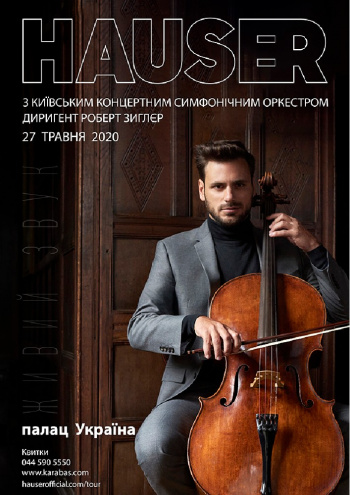 HAUSER
З КИЇВСЬКИМ КОНЦЕРТНИМ СИМФОНІЧНИМ ОРКЕСТРОМ
ДИРИГЕНТ РОБЕРТ ЗИГЛЄР
27 ТРАВНЯ 2020
ЖИВИЙ ЗВУК
палац Україна
Квитки
044 590 5550
www.karabas.com
hauserofficial.com/tour